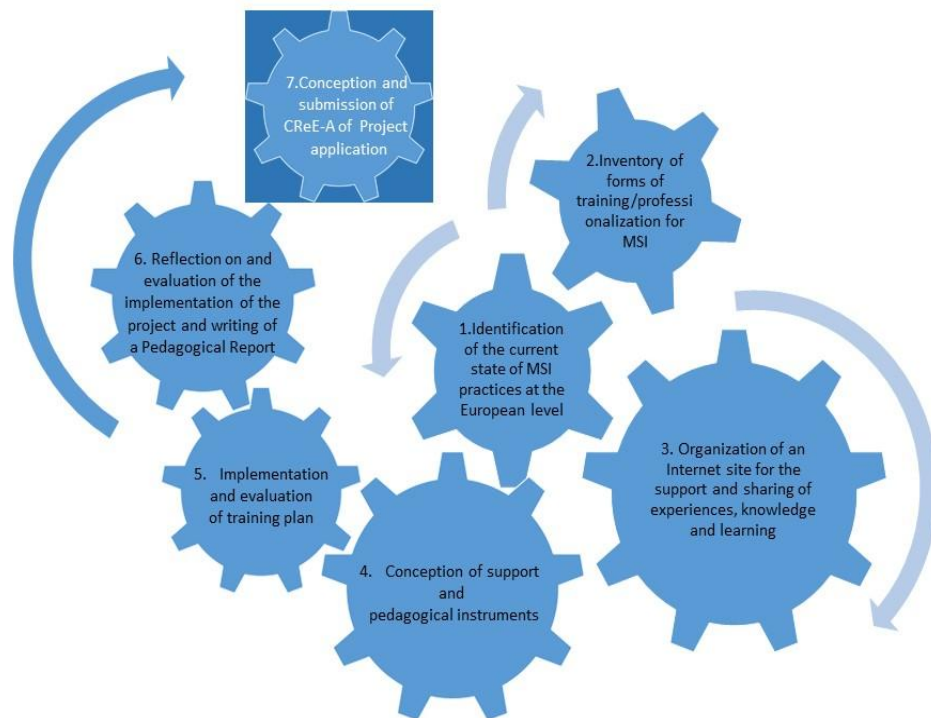 7.Conception and
submission of
CReE-A of Project
application
2.Inventory of
forms of
training/professi
onalization for
MSI
6. Reflection on and
evaluation of the
implementation of the
project and writing of
a Pedagogical Report
1.Identification
of the current
state of MSI
practices at the
European level
3. Organization of an
Internet site for the
support and sharing of
experiences, knowledge
and learning
5. Implementation
and evaluation
of training plan
4. Conception of support
and
pedagogical instruments